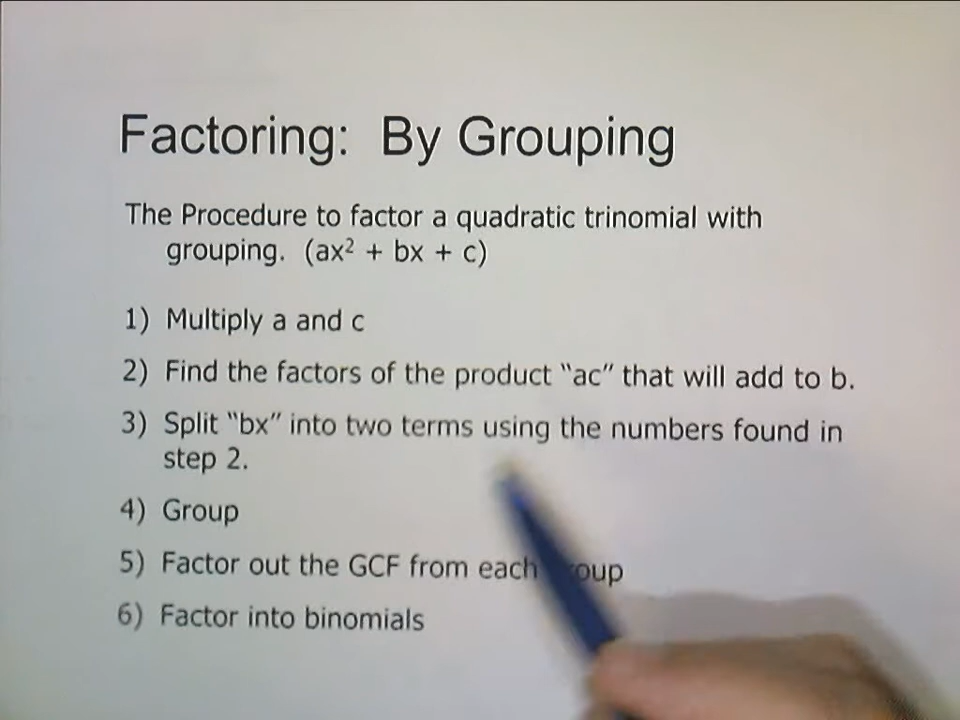 Factoring: By Grouping
The Procedure to factor a quadratic trinomial with
grouping. (ax² + bx + c)
1) Multiply a and c
2) Find the factors of the product “ac” that will add to b.
3) Split “bx” into two terms using the numbers found in
step 2.
4) Group
5) Factor out the GCF from each
6) Factor into binomials